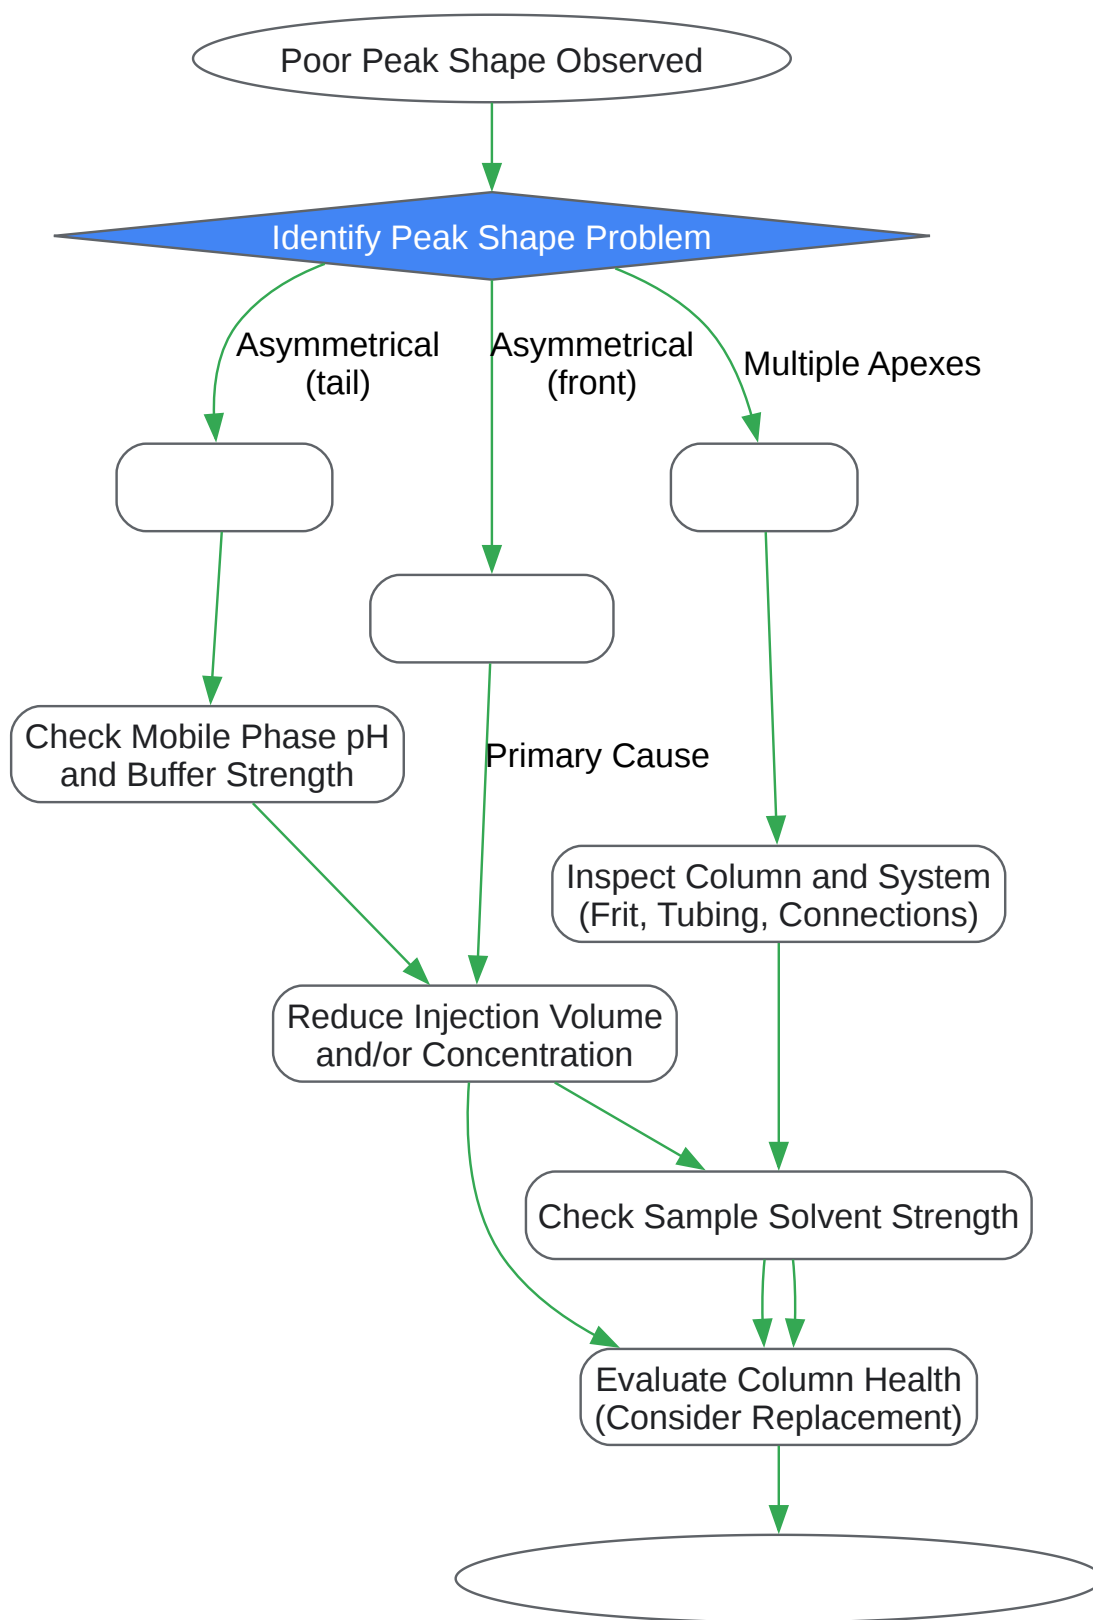 Poor Peak Shape Observed
Identify Peak Shape Problem
Asymmetrical
(tail)
Asymmetrical
(front)
Multiple Apexes
Check Mobile Phase pH
and Buffer Strength
Primary Cause
Inspect Column and System
(Frit, Tubing, Connections)
Reduce Injection Volume
and/or Concentration
Check Sample Solvent Strength
Evaluate Column Health
(Consider Replacement)